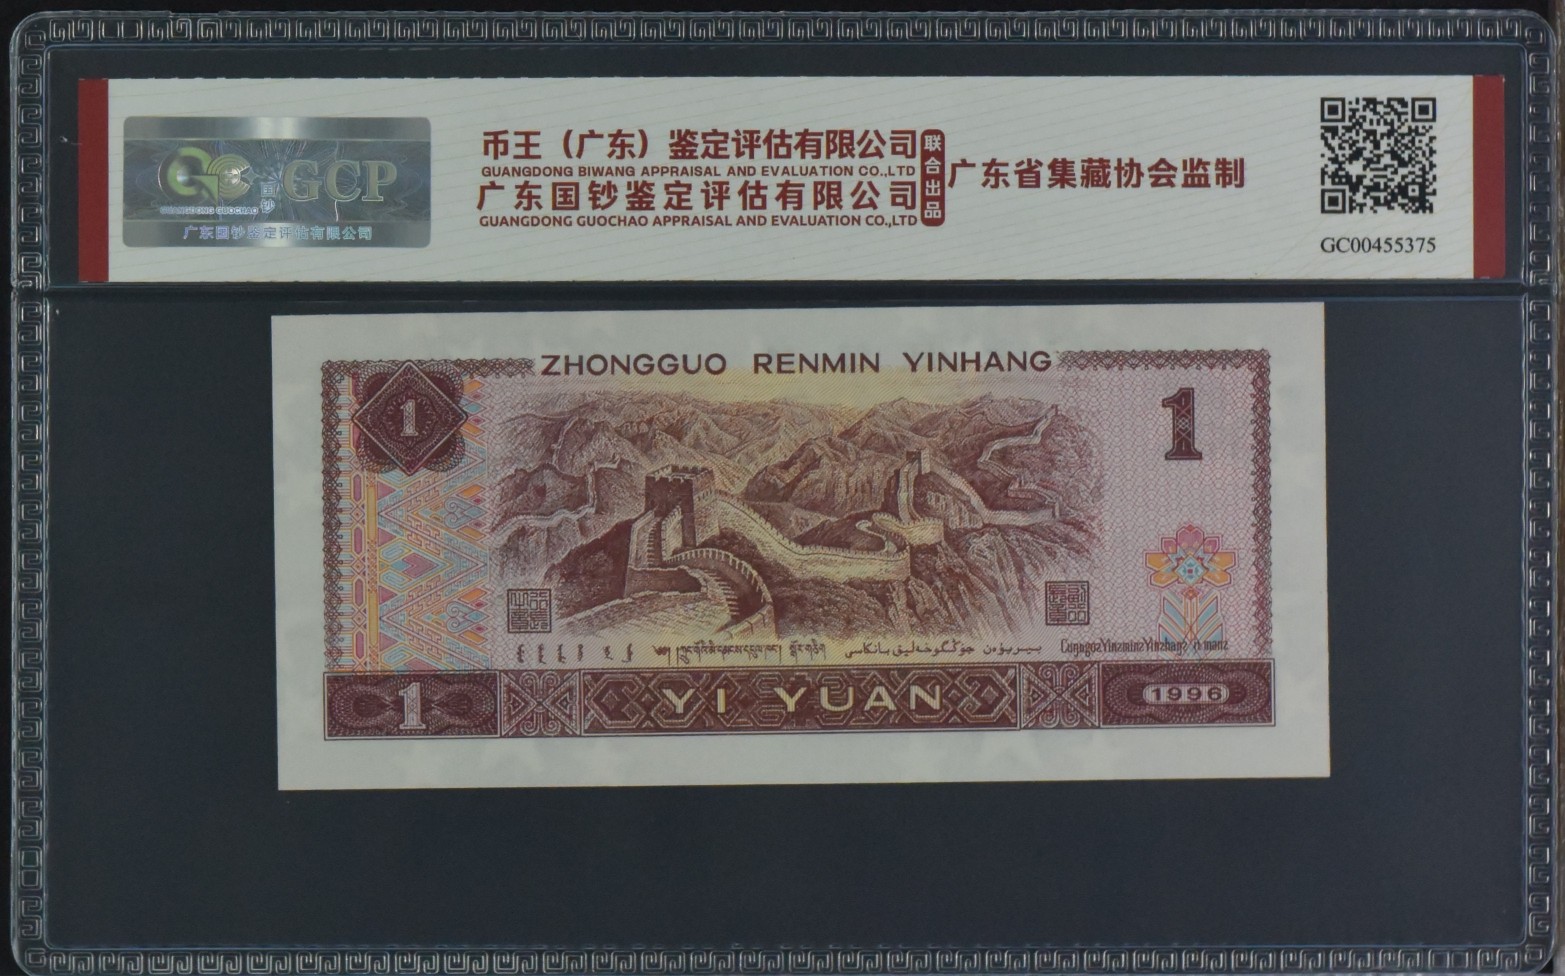 GCP
国钞
GUANGDONG GUOCHAO
广东国钞鉴定评估有限公司
币王（广东）鉴定评估有限公司
GUANGDONG BIWANG APPRAISAL AND EVALUATION CO.,LTD
广东国钞鉴定评估有限公司
GUANGDONG GUOCHAO APPRAISAL AND EVALUATION CO.,LTD
联合出品
广东省集藏协会监制
GC00455375
ZHONGGUO RENMIN YINHANG
1
1
1
YI YUAN
1996